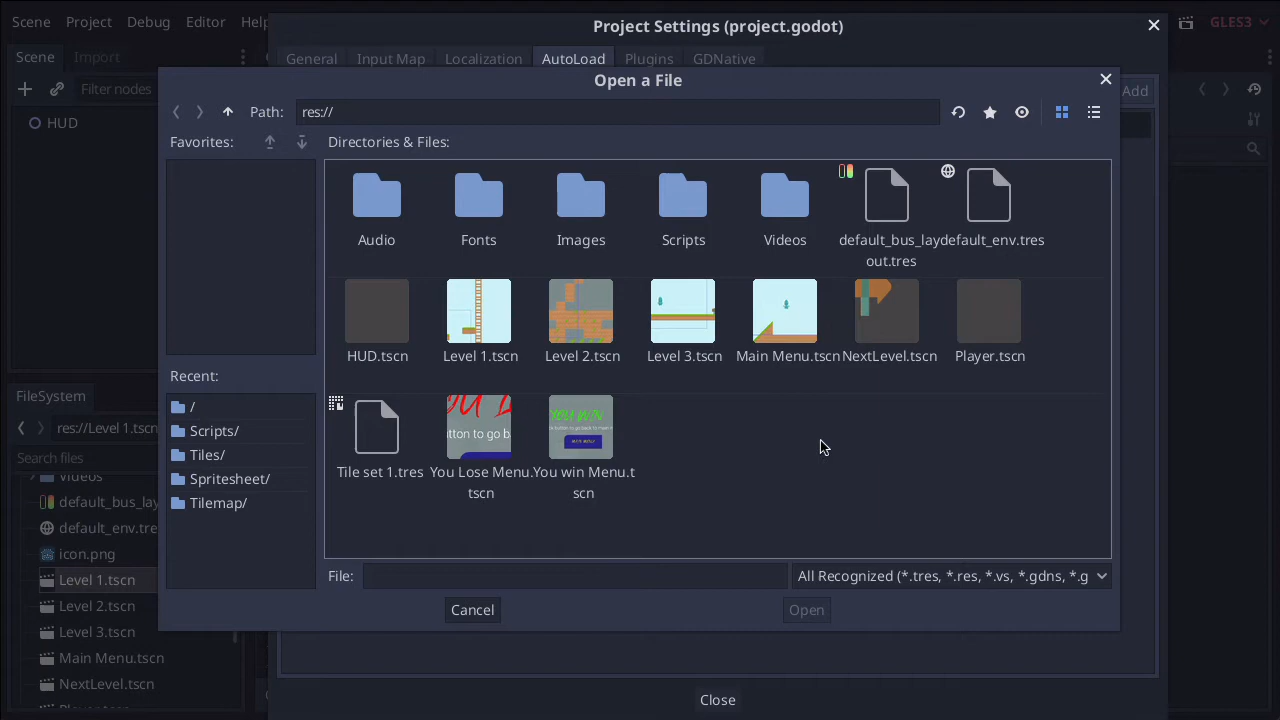 Scene Project Debug Editor Help
Project Settings (project.godot)
GLES3
Scene Import
General Input Map Localization AutoLoad Plugins GDNative
Filter nodes
Open a File
Add
HUD
Path: res://
Favorites:
Directories & Files:
Audio Fonts Images Scripts Videos default_bus_lay default_env.tres
out.tres
HUD.tscn Level 1.tscn Level 2.tscn Level 3.tscn Main Menu.tscn NextLevel.tscn Player.tscn
Recent:
/
Scripts/
Tiles/
Spritesheet/
Tilemap/
Tile set 1.tres You Lose Menu. You win Menu.t
tscn scn
FileSystem
res://Level 1.tscn
Search files
Videos
default_bus_lay
default_env.tre
icon.png
Level 1.tscn
Level 2.tscn
Level 3.tscn
Main Menu.tscn
NextLevel.tscn
File:
All Recognized (*.tres, *.res, *.vs, *.gdns, *.g
Cancel
Open
Close